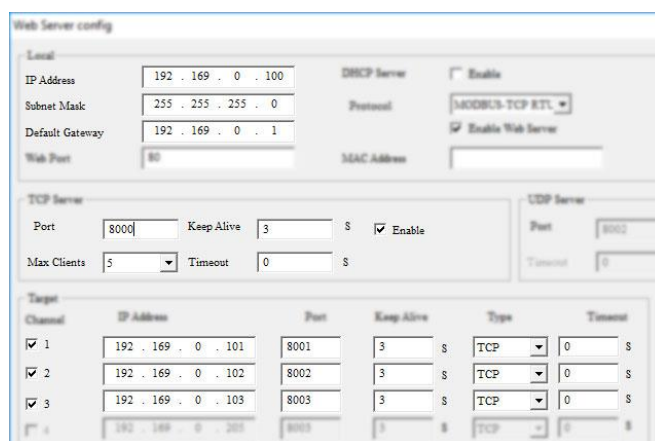 Web Server config
Local
IP Address 192 . 169 . 0 . 100 DHCP Server Enable
Subnet Mask 255 . 255 . 255 . 0 Protocol MODBUS-TCP RTU
Default Gateway 192 . 169 . 0 . 1 Enable Web Server
Web Port 80 MAC Address
TCP Server UDP Server
Port 8000 Keep Alive 3 S Enable Port 8002
Max Clients 5 Timeout 0 S Timeout 0
Target
Channel IP Address Port Keep Alive Type Timeout
1 192 . 169 . 0 . 101 8001 3 S TCP 0 S
2 192 . 169 . 0 . 102 8002 3 S TCP 0 S
3 192 . 169 . 0 . 103 8003 3 S TCP 0 S
4 192 . 169 . 0 . 205 3 S TCP 0 S